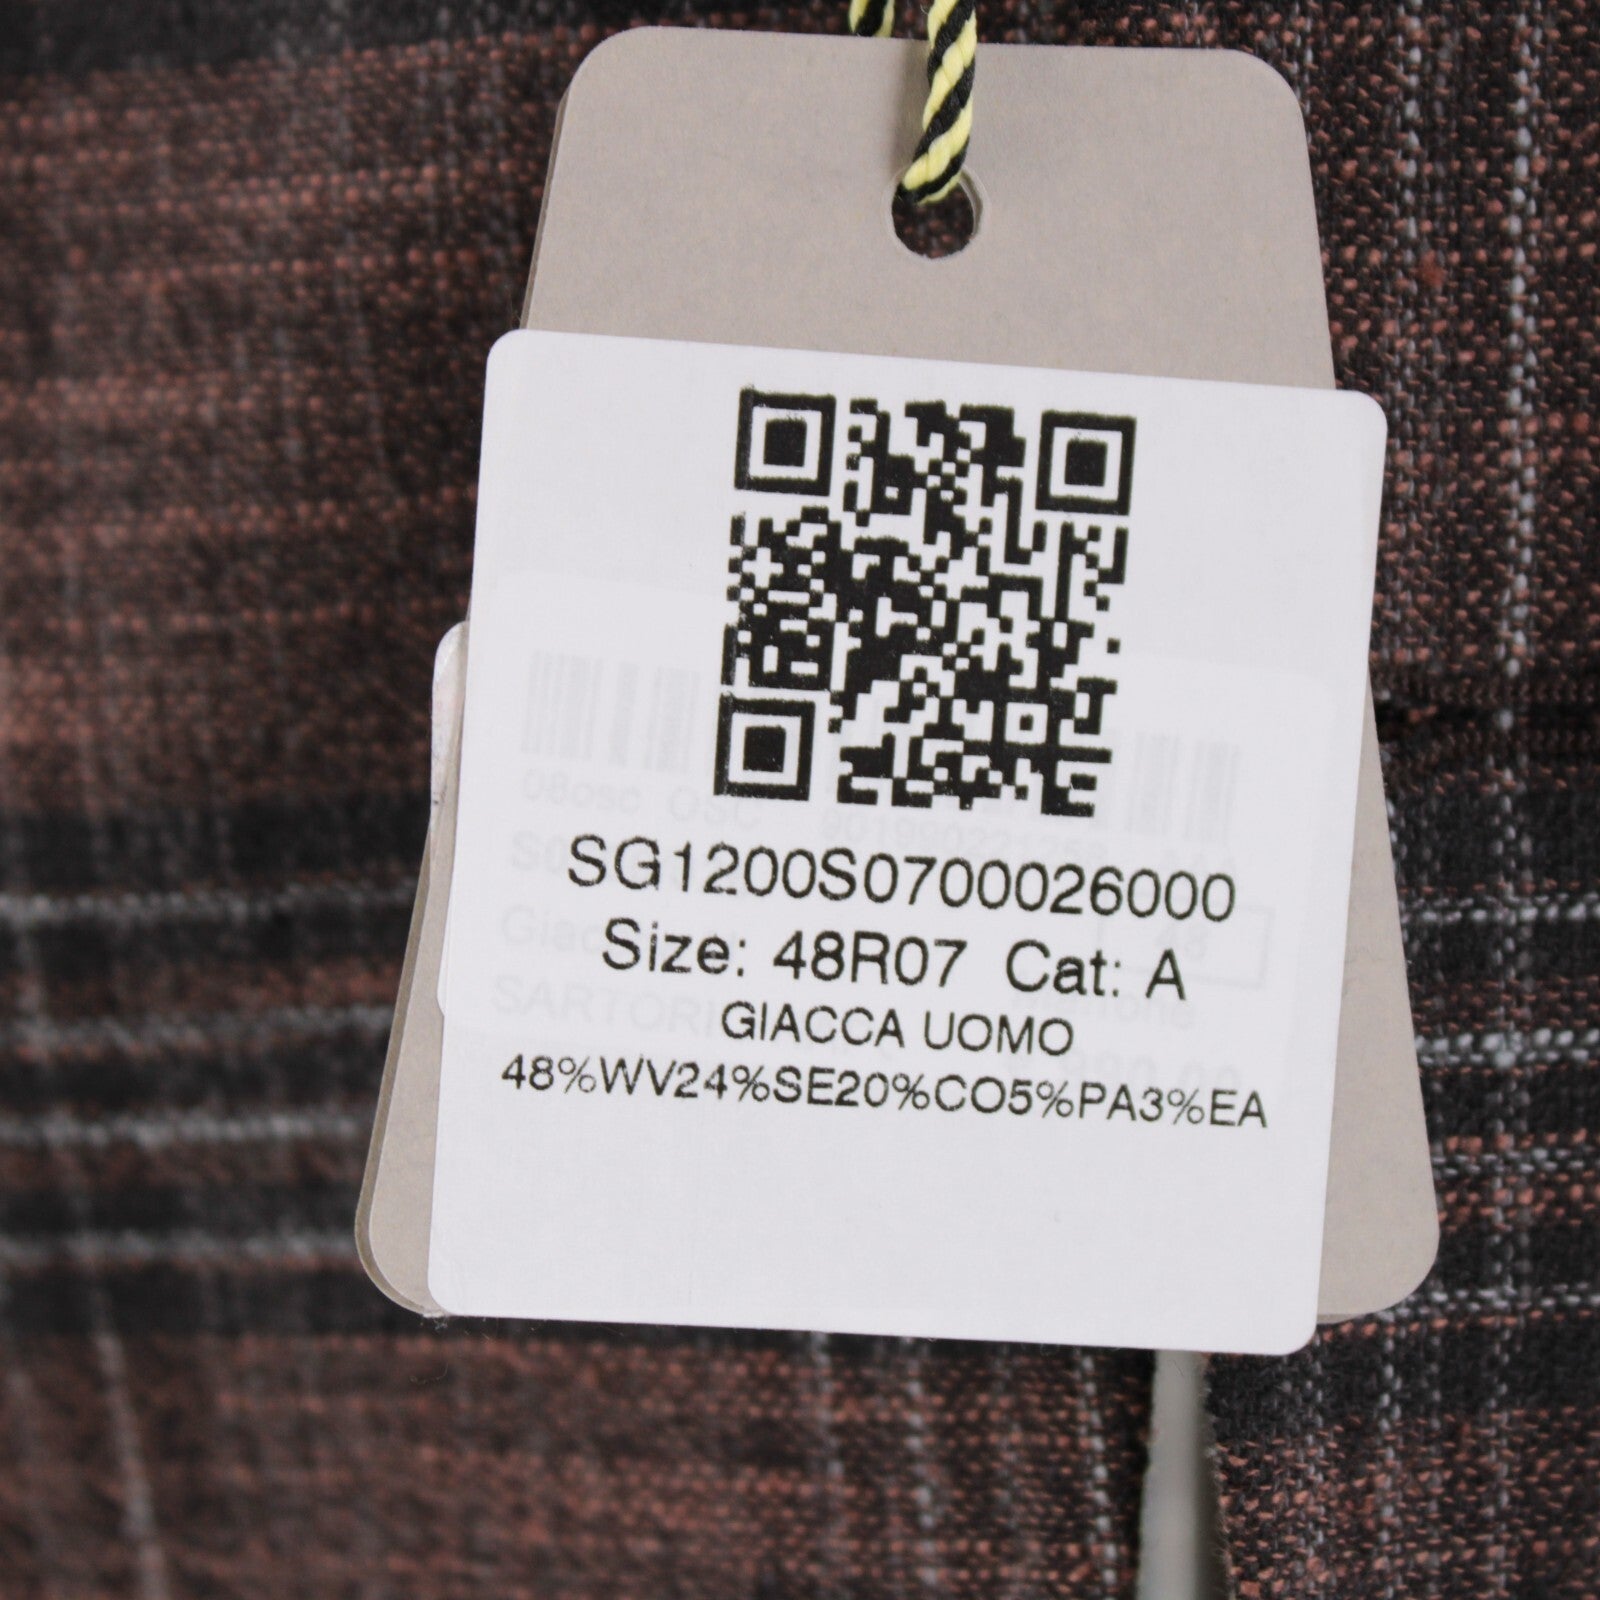 SG1200S0700026000
Size: 48R07 Cat: A
GIACCA UOMO
48%WV24%SE20%CO5%PA3%EA